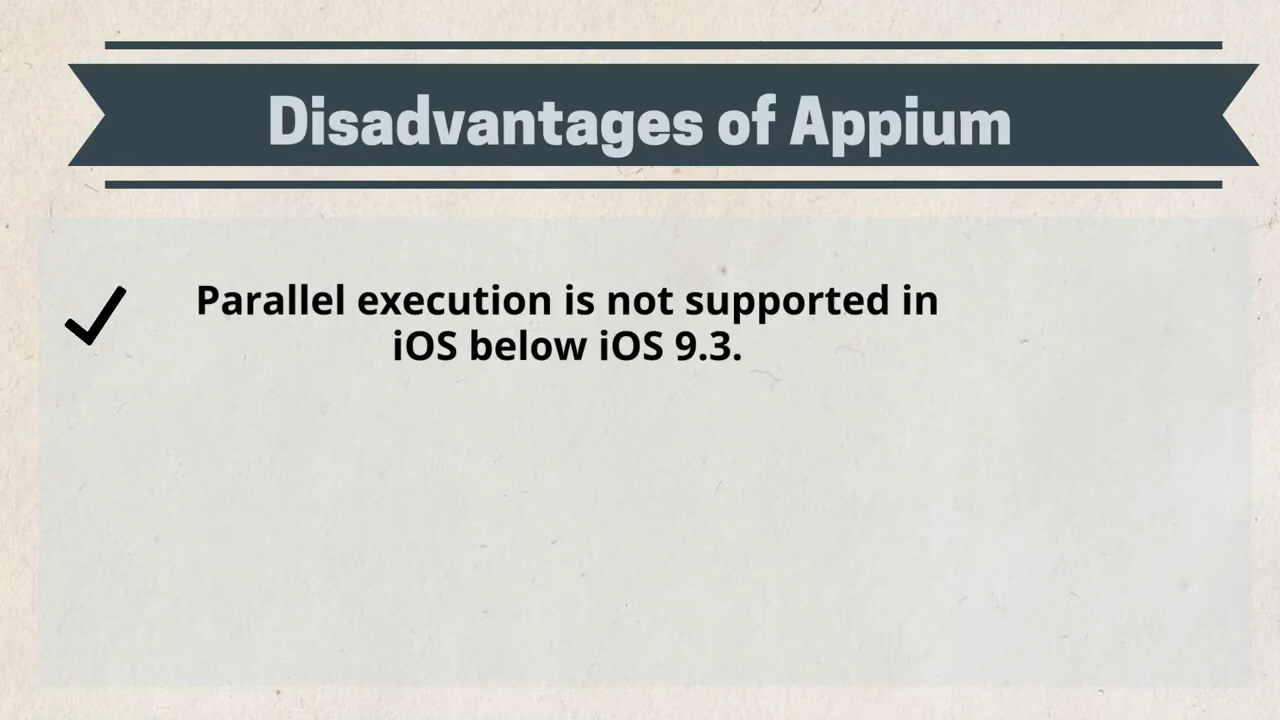 Disadvantages of Appium
Parallel execution is not supported in
iOS below iOS 9.3.